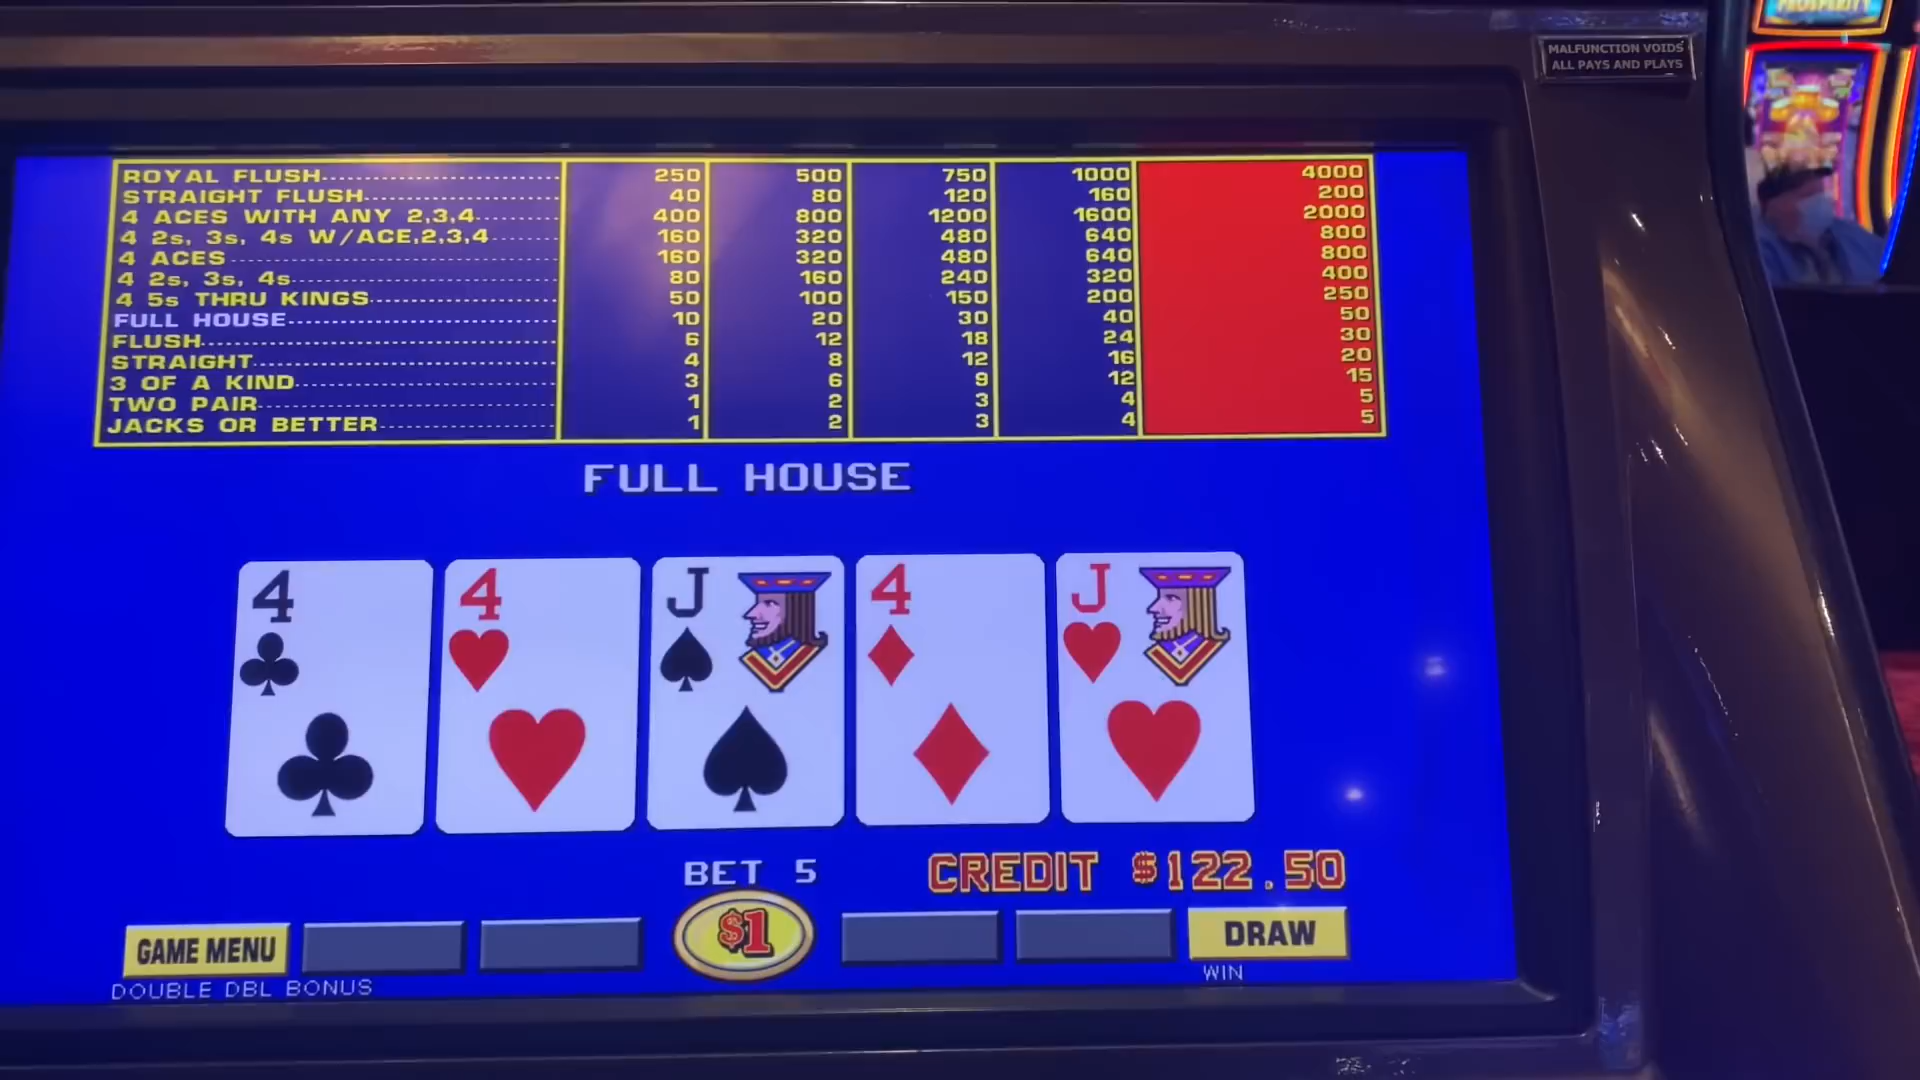 PROSPERITY
MALFUNCTION VOIDS
ALL PAYS AND PLAYS
ROYAL FLUSH 250 500 750 1000 4000
STRAIGHT FLUSH 40 80 120 160 200
4 ACES WITH ANY 2,3,4 400 800 1200 1600 2000
4 2s, 3s, 4s W/ACE,2,3,4 160 320 480 640 800
4 ACES 160 320 480 640 800
4 2s, 3s, 4s 80 160 240 320 400
4 5s THRU KINGS 50 100 150 200 250
FULL HOUSE 10 20 30 40 50
FLUSH 6 12 18 24 30
STRAIGHT 4 8 12 16 20
3 OF A KIND 3 6 9 12 15
TWO PAIR 1 2 3 4 5
JACKS OR BETTER 1 2 3 4 5
FULL HOUSE
4 4 J 4 J
BET 5 CREDIT $122.50
GAME MENU $1 DRAW
DOUBLE DBL BONUS WIN